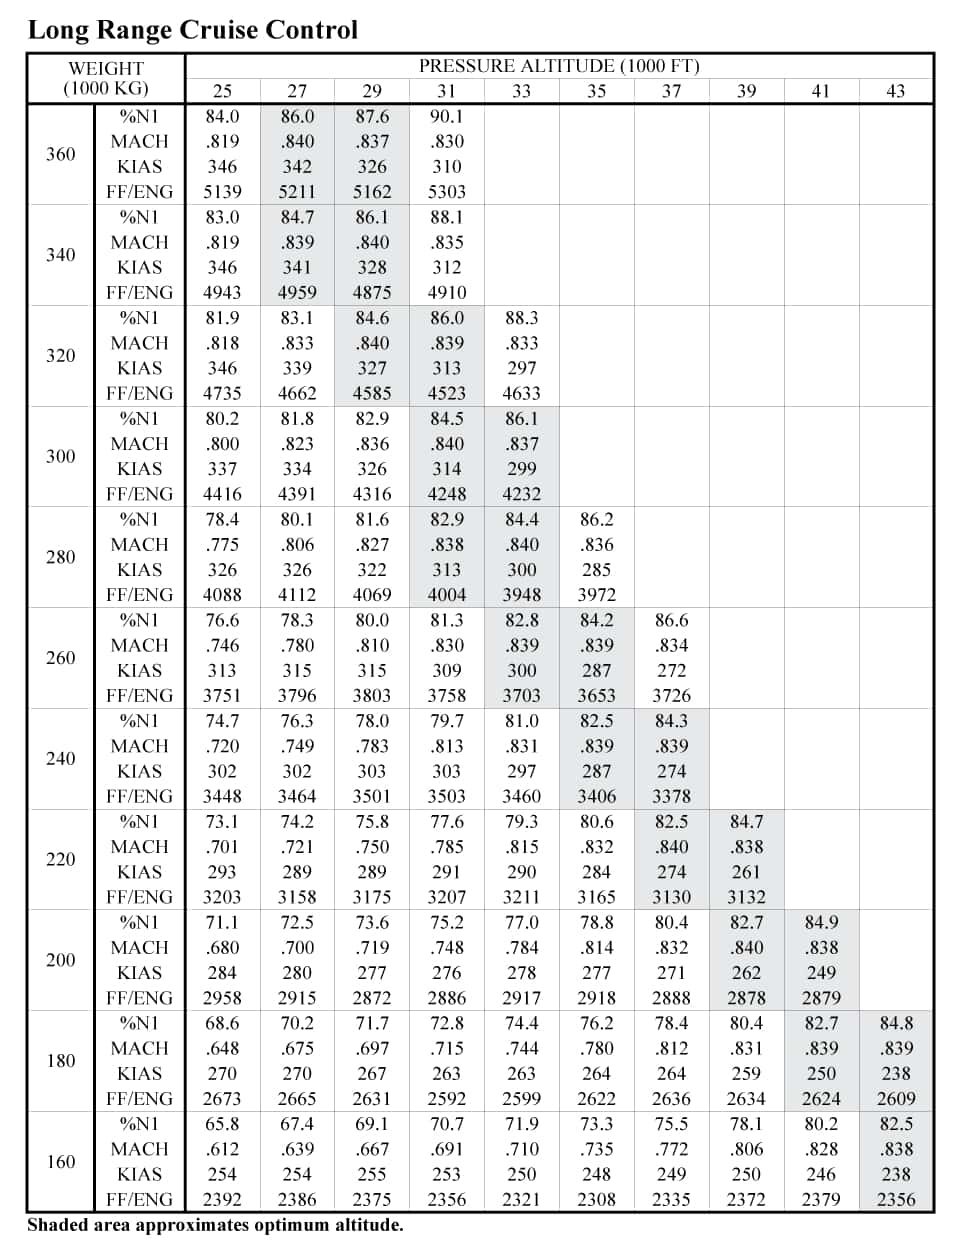 Long Range Cruise Control
WEIGHT (1000 KG) PRESSURE ALTITUDE (1000 FT)
25 27 29 31 33 35 37 39 41 43
%N1 84.0 86.0 87.6 90.1
360 MACH .819 .840 .837 .830
KIAS 346 342 326 310
FF/ENG 5139 5211 5162 5303
%N1 83.0 84.7 86.1 88.1
340 MACH .819 .839 .840 .835
KIAS 346 341 328 312
FF/ENG 4943 4959 4875 4910
%N1 81.9 83.1 84.6 86.0 88.3
320 MACH .818 .833 .840 .839 .833
KIAS 346 339 327 313 297
FF/ENG 4735 4662 4585 4523 4633
%N1 80.2 81.8 82.9 84.5 86.1
300 MACH .800 .823 .836 .840 .837
KIAS 337 334 326 314 299
FF/ENG 4416 4391 4316 4248 4232
%N1 78.4 80.1 81.6 82.9 84.4 86.2
280 MACH .775 .806 .827 .838 .840 .836
KIAS 326 326 322 313 300 285
FF/ENG 4088 4112 4069 4004 3948 3972
%N1 76.6 78.3 80.0 81.3 82.8 84.2 86.6
260 MACH .746 .780 .810 .830 .839 .839 .834
KIAS 313 315 315 309 300 287 272
FF/ENG 3751 3796 3803 3758 3703 3653 3726
%N1 74.7 76.3 78.0 79.7 81.0 82.5 84.3
240 MACH .720 .749 .783 .813 .831 .839 .839
KIAS 302 302 303 303 297 287 274
FF/ENG 3448 3464 3501 3503 3460 3406 3378
%N1 73.1 74.2 75.8 77.6 79.3 80.6 82.5 84.7
220 MACH .701 .721 .750 .785 .815 .832 .840 .838
KIAS 293 289 289 291 290 284 274 261
FF/ENG 3203 3158 3175 3207 3211 3165 3130 3132
%N1 71.1 72.5 73.6 75.2 77.0 78.8 80.4 82.7 84.9
200 MACH .680 .700 .719 .748 .784 .814 .832 .840 .838
KIAS 284 280 277 276 278 277 271 262 249
FF/ENG 2958 2915 2872 2886 2917 2918 2888 2878 2879
%N1 68.6 70.2 71.7 72.8 74.4 76.2 78.4 80.4 82.7 84.8
180 MACH .648 .675 .697 .715 .744 .780 .812 .831 .839 .839
KIAS 270 270 267 263 263 264 264 259 250 238
FF/ENG 2673 2665 2631 2592 2599 2622 2636 2634 2624 2609
%N1 65.8 67.4 69.1 70.7 71.9 73.3 75.5 78.1 80.2 82.5
160 MACH .612 .639 .667 .691 .710 .735 .772 .806 .828 .838
KIAS 254 254 255 253 250 248 249 250 246 238
FF/ENG 2392 2386 2375 2356 2321 2308 2335 2372 2379 2356
Shaded area approximates optimum altitude.